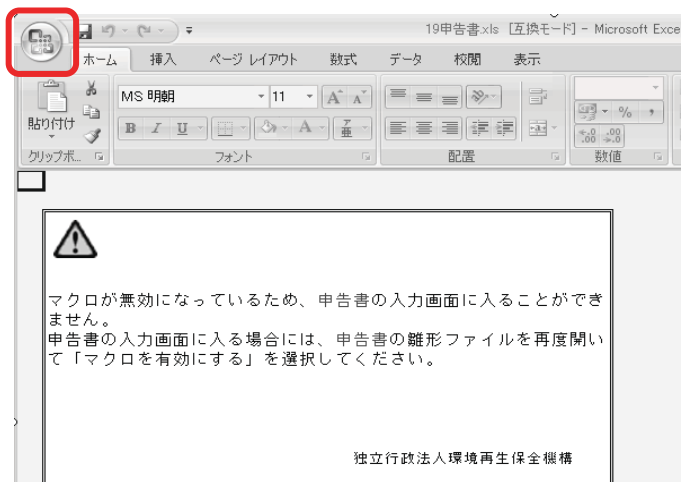 19申告書.xls [互換モード] - Microsoft Exce
ホーム 挿入 ページ レイアウト 数式 データ 校閲 表示
MS 明朝 11 A A
貼り付け
B I U A ア亜
% ,
.0 .00 .00 .0
クリップボ... フォント 配置 数値
マクロが無効になっているため、申告書の入力画面に入ることができ
ません。
申告書の入力画面に入る場合には、申告書の雛形ファイルを再度開い
て「マクロを有効にする」を選択してください。
独立行政法人環境再生保全機構